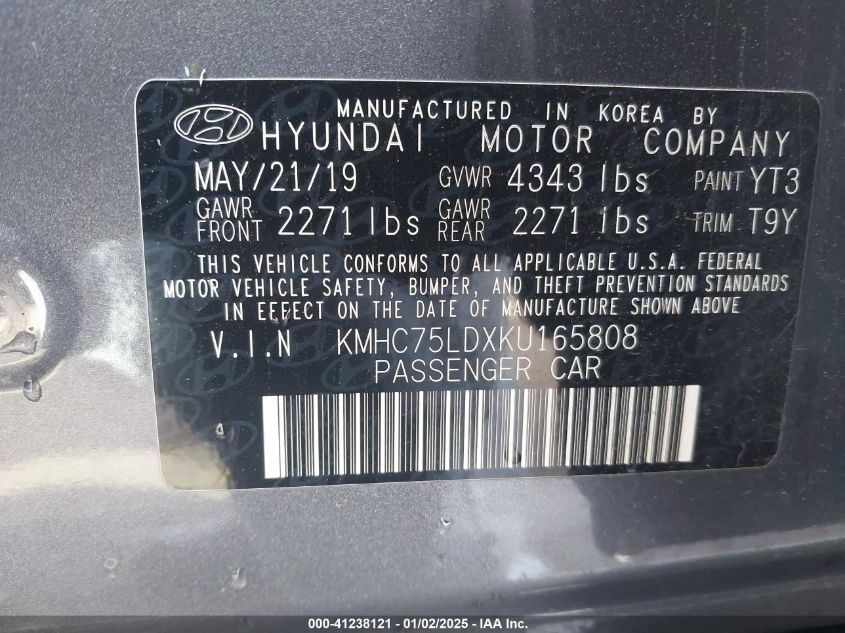 MANUFACTURED IN KOREA BY
HYUNDAI MOTOR COMPANY
MAY/21/19 GVWR 4343 lbs PAINT YT3
GAWR FRONT 2271 lbs GAWR REAR 2271 lbs TRIM T9Y
THIS VEHICLE CONFORMS TO ALL APPLICABLE U.S.A. FEDERAL
MOTOR VEHICLE SAFETY, BUMPER, AND THEFT PREVENTION STANDARDS
IN EFFECT ON THE DATE OF MANUFACTURE SHOWN ABOVE
V.I.N KMHC75LDXKU165808
PASSENGER CAR
000-41238121 - 01/02/2025 - Copyright © IAA